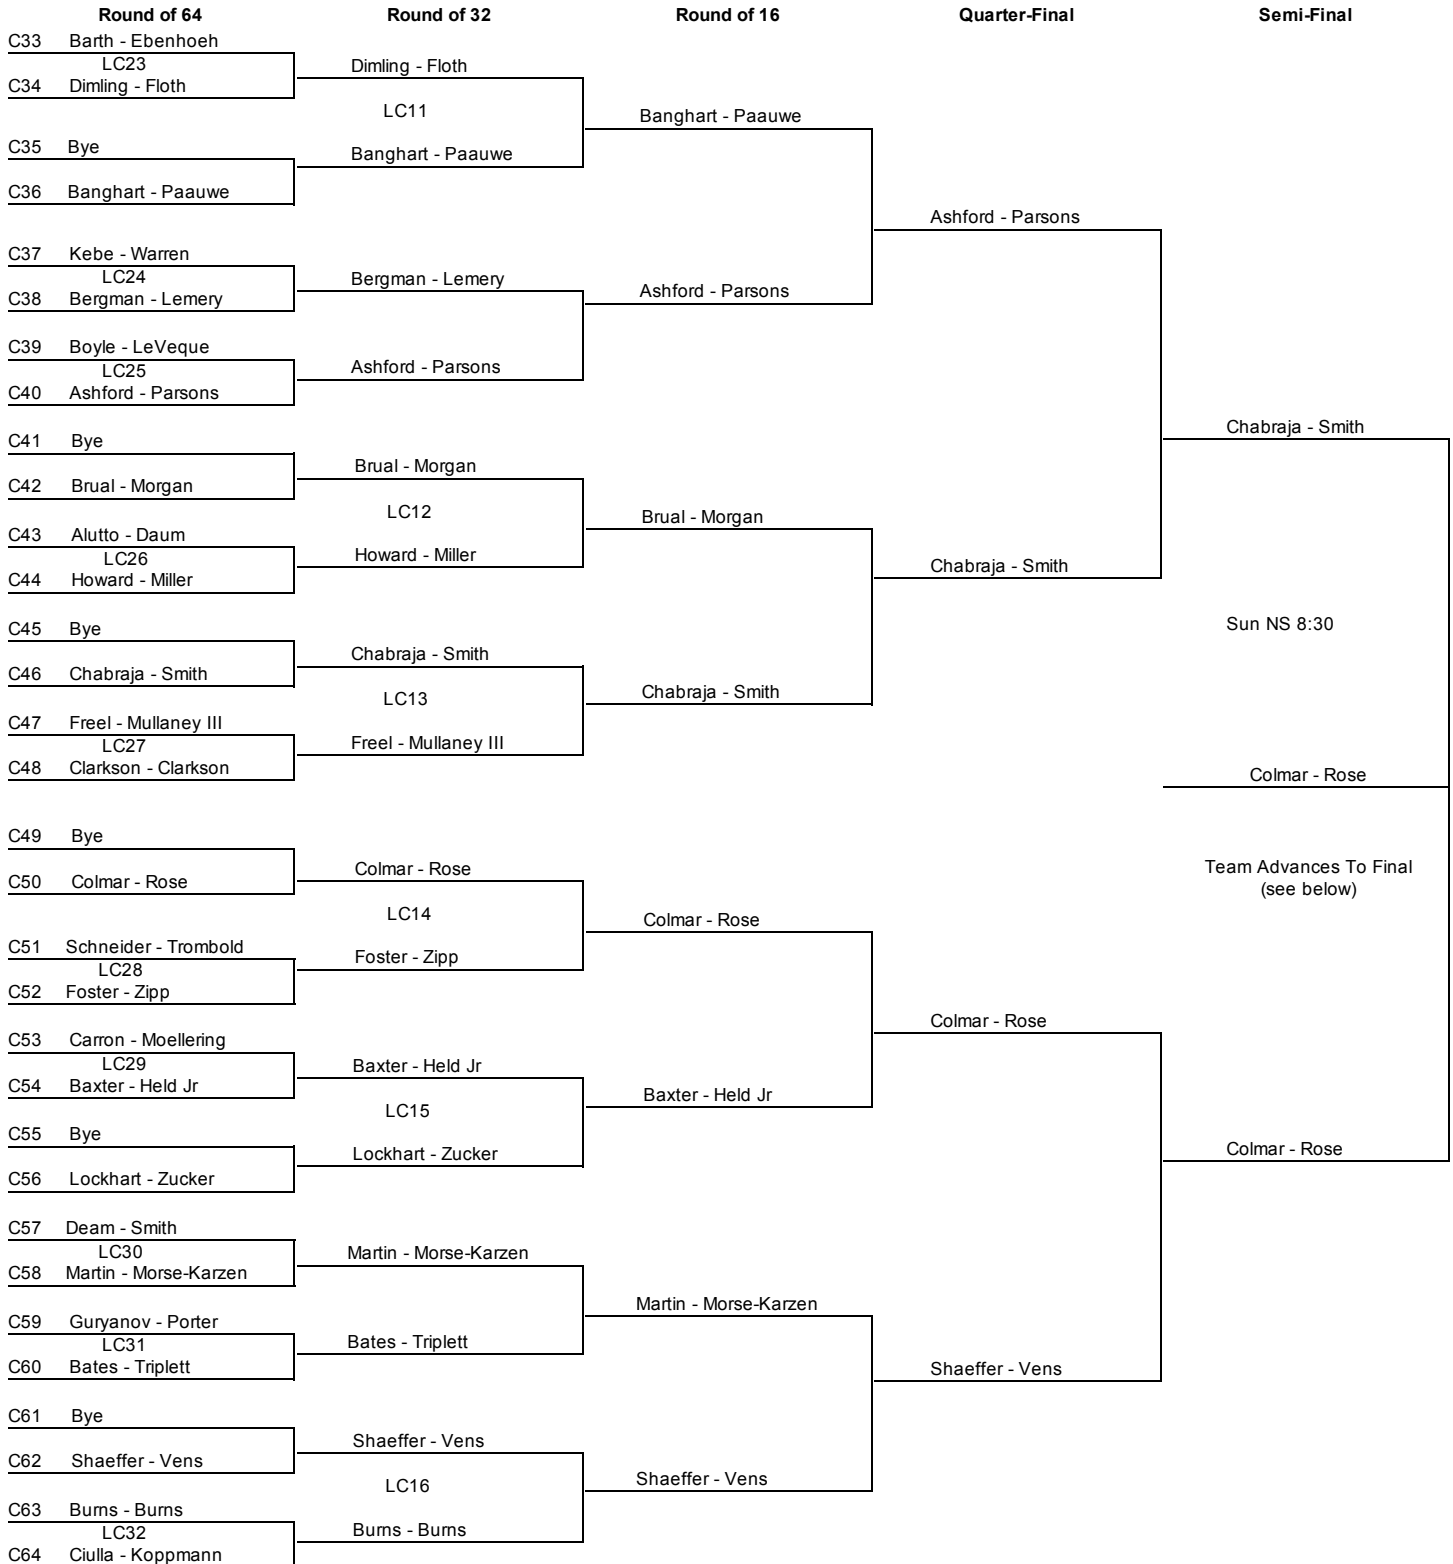 Round of 64 Round of 32 Round of 16 Quarter-Final Semi-Final
C33 Barth - Ebenhoeh
LC23
C34 Dimling - Floth
C35 Bye
C36 Banghart - Paauwe
C37 Kebe - Warren
LC24
C38 Bergman - Lemery
C39 Boyle - LeVeque
LC25
C40 Ashford - Parsons
C41 Bye
C42 Brual - Morgan
C43 Alutto - Daum
LC26
C44 Howard - Miller
C45 Bye
C46 Chabraja - Smith
C47 Freel - Mullaney III
LC27
C48 Clarkson - Clarkson
C49 Bye
C50 Colmar - Rose
C51 Schneider - Trombold
LC28
C52 Foster - Zipp
C53 Carron - Moellering
LC29
C54 Baxter - Held Jr
C55 Bye
C56 Lockhart - Zucker
C57 Deam - Smith
LC30
C58 Martin - Morse-Karzen
C59 Guryanov - Porter
LC31
C60 Bates - Triplett
C61 Bye
C62 Shaeffer - Vens
C63 Burns - Burns
LC32
C64 Ciulla - Koppmann
Dimling - Floth
LC11
Banghart - Paauwe
Bergman - Lemery
Ashford - Parsons
Brual - Morgan
LC12
Howard - Miller
Chabraja - Smith
LC13
Freel - Mullaney III
Colmar - Rose
LC14
Foster - Zipp
Baxter - Held Jr
LC15
Lockhart - Zucker
Martin - Morse-Karzen
Bates - Triplett
Shaeffer - Vens
LC16
Burns - Burns
Banghart - Paauwe
Ashford - Parsons
Brual - Morgan
Chabraja - Smith
Colmar - Rose
Baxter - Held Jr
Martin - Morse-Karzen
Shaeffer - Vens
Ashford - Parsons
Chabraja - Smith
Colmar - Rose
Shaeffer - Vens
Chabraja - Smith
Sun NS 8:30
Colmar - Rose
Team Advances To Final
(see below)
Colmar - Rose